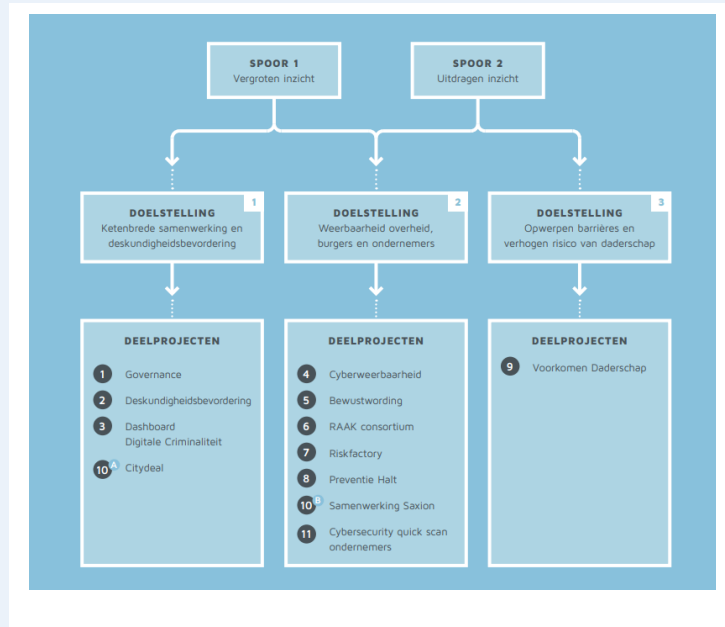 SPOOR 1
Vergroten inzicht
SPOOR 2
Uitdragen inzicht
1
DOELSTELLING
Ketenbrede samenwerking en
deskundigheidsbevordering
2
DOELSTELLING
Weerbaarheid overheid,
burgers en ondernemers
3
DOELSTELLING
Opwerpen barrières en
verhogen risico van daderschap
DEELPROJECTEN
1 Governance
2 Deskundigheidsbevordering
3 Dashboard
Digitale Criminaliteit
10 A Citydeal
DEELPROJECTEN
4 Cyberweerbaarheid
5 Bewustwording
6 RAAK consortium
7 Riskfactory
8 Preventie Halt
10 B Samenwerking Saxion
11 Cybersecurity quick scan
ondernemers
DEELPROJECTEN
9 Voorkomen Daderschap